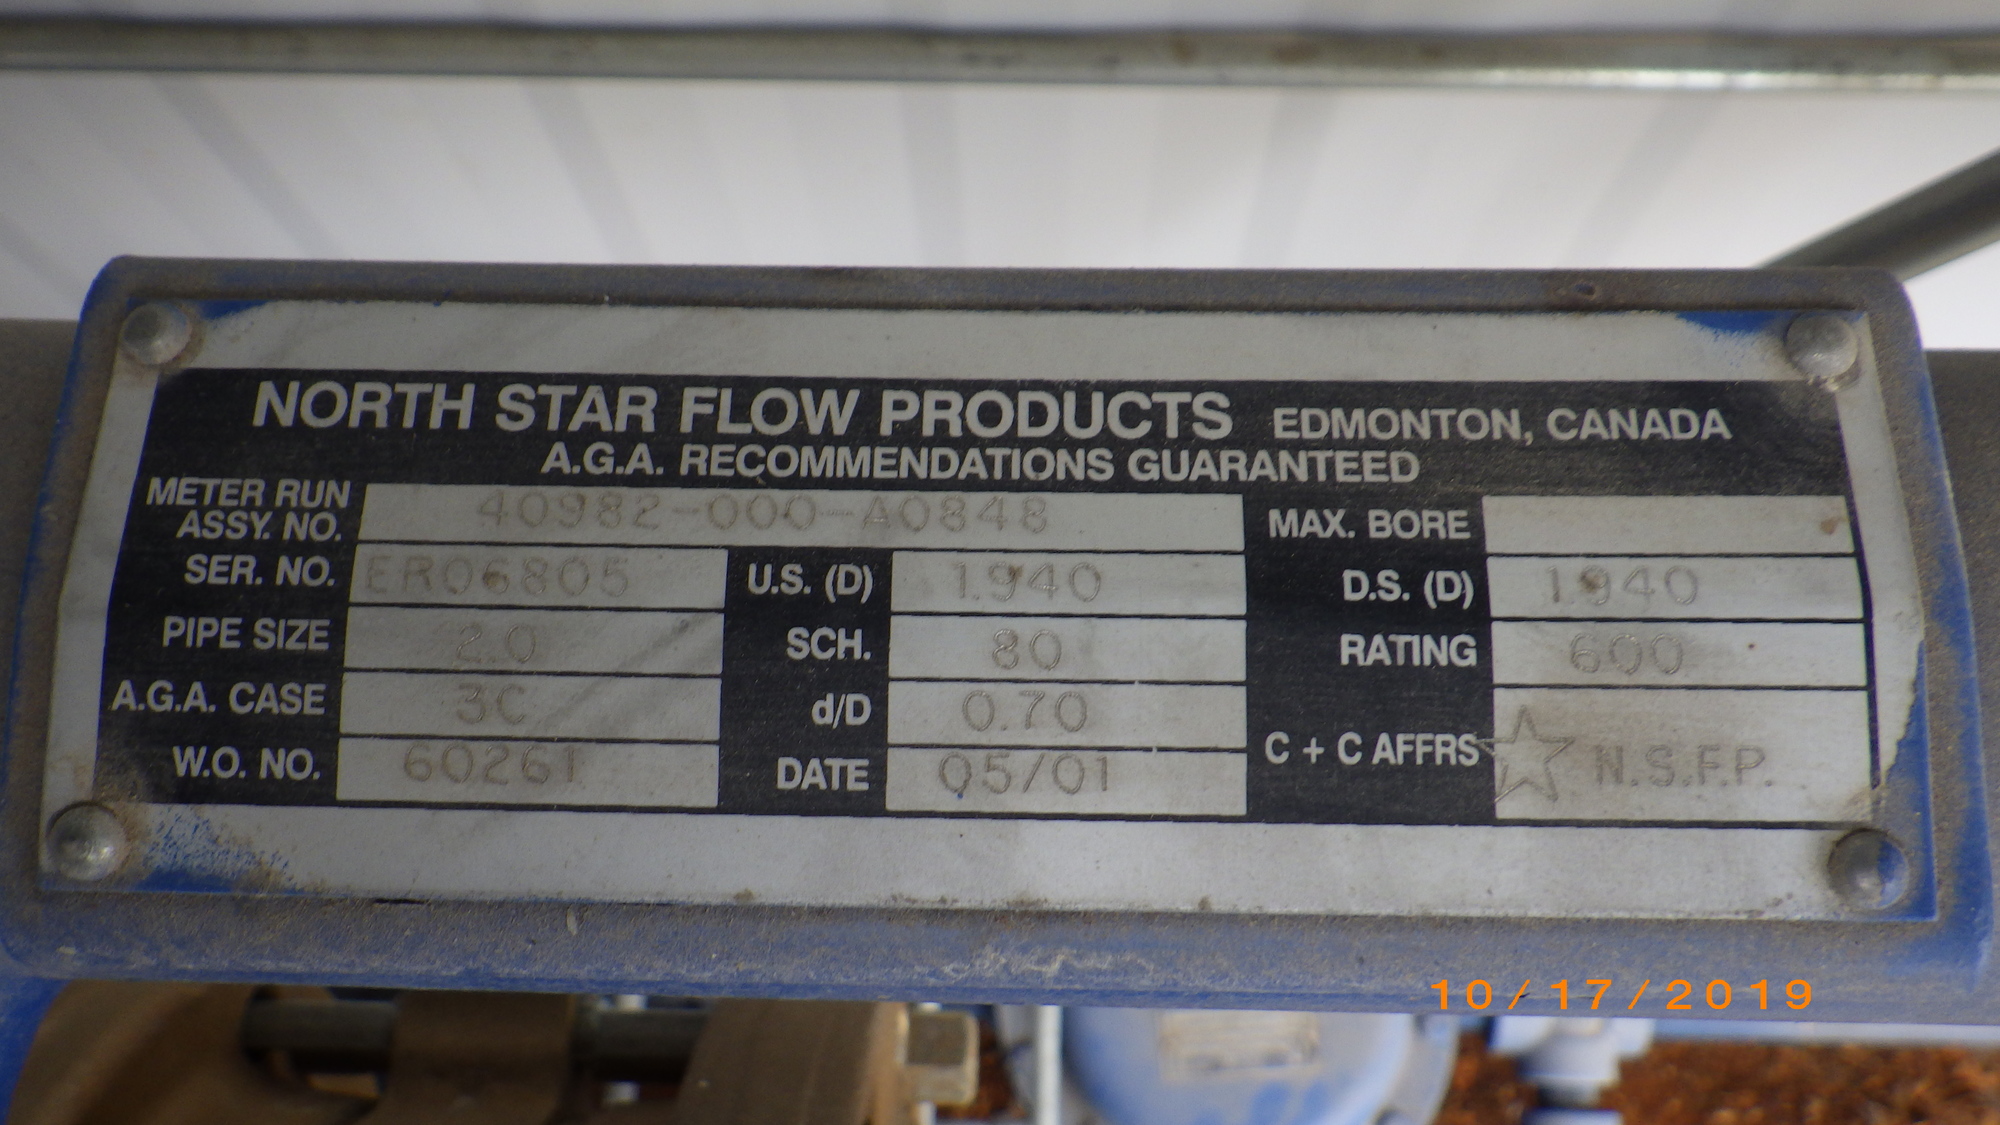 NORTH STAR FLOW PRODUCTS EDMONTON, CANADA
A.G.A. RECOMMENDATIONS GUARANTEED
METER RUN ASSY. NO. 40982-000-A0848 MAX. BORE
SER. NO. ER06805 U.S. (D) 1.940 D.S. (D) 1.940
PIPE SIZE 2.0 SCH. 80 RATING 600
A.G.A. CASE 3C d/D 0.70
W.O. NO. 60261 DATE 05/01 C + C AFFRS N.S.F.P.
10/17/2019